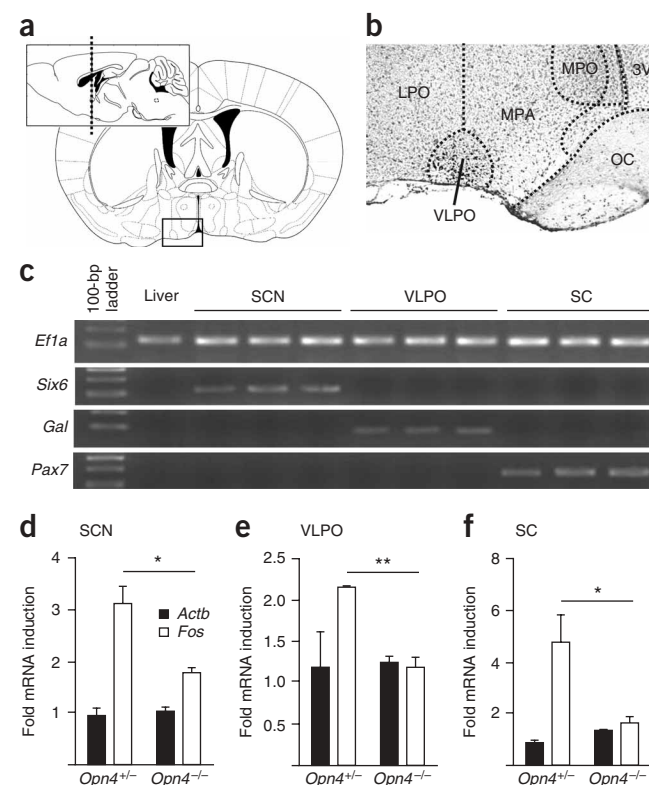 a
b
LPO
MPO
3V
MPA
OC
VLPO
c
100-bp
ladder
Liver
SCN
VLPO
SC
Ef1a
Six6
Gal
Pax7
d
SCN
4
3
2
1
Fold mRNA induction
*
Actb
Fos
Opn4+/–
Opn4–/–
e
VLPO
2.5
2.0
1.5
1.0
0.5
Fold mRNA induction
**
Opn4+/–
Opn4–/–
f
SC
8
6
4
2
Fold mRNA induction
*
Opn4+/–
Opn4–/–